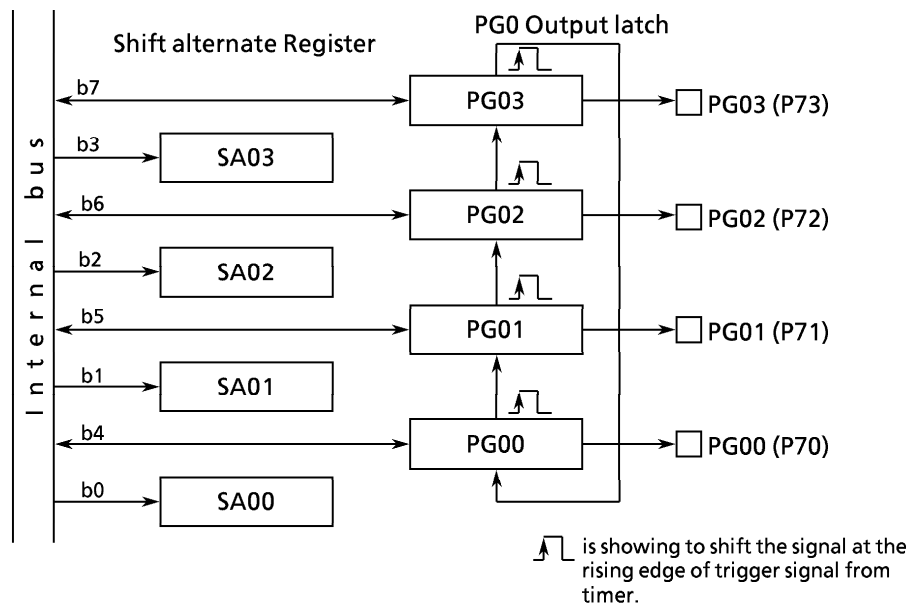 PG0 Output latch
Shift alternate Register
b7
PG03
PG03 (P73)
b3
SA03
b6
PG02
PG02 (P72)
b2
SA02
b5
PG01
PG01 (P71)
b1
SA01
b4
PG00
PG00 (P70)
b0
SA00
Internal bus
is showing to shift the signal at the
rising edge of trigger signal from
timer.